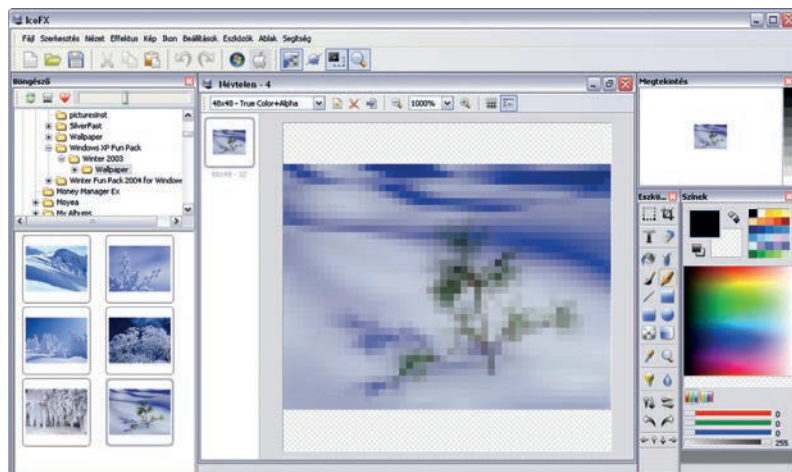 IcoFX
Fájl Szerkesztés Nézet Effektus Kép Ikon Beállítások Eszközök Ablak Segítség
Böngésző
picturesinst
SilverFast
Wallpaper
Windows XP Fun Pack
Winter 2003
Wallpaper
Winter Fun Pack 2004 for Window
Money Manager Ex
Moyea
My Albums
Névtelen - 4
48x48 - True Color+Alpha
1000%
48x48 - 32
Megtekintés
Eszkö...
Színek
0
0
0
255